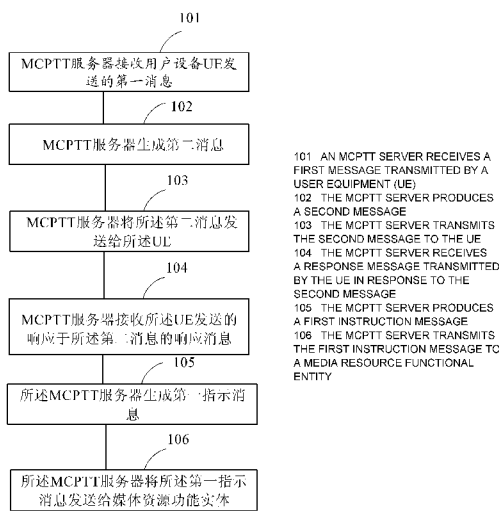 101
MCPTT服务器接收用户设备UE发
送的第一消息
102
MCPTT服务器生成第二消息
103
MCPTT服务器将所述第二消息发
送给所述UE
104
MCPTT服务器接收所述UE发送的
响应于所述第二消息的响应消息
105
所述MCPTT服务器生成第一指示消
息
106
所述MCPTT服务器将所述第一指示
消息发送给媒体资源功能实体
101 AN MCPTT SERVER RECEIVES A
FIRST MESSAGE TRANSMITTED BY A
USER EQUIPMENT (UE)
102 THE MCPTT SERVER PRODUCES
A SECOND MESSAGE
103 THE MCPTT SERVER TRANSMITS
THE SECOND MESSAGE TO THE UE
104 THE MCPTT SERVER RECEIVES
A RESPONSE MESSAGE TRANSMITTED
BY THE UE IN RESPONSE TO THE
SECOND MESSAGE
105 THE MCPTT SERVER PRODUCES
A FIRST INSTRUCTION MESSAGE
106 THE MCPTT SERVER TRANSMITS
THE FIRST INSTRUCTION MESSAGE TO
A MEDIA RESOURCE FUNCTIONAL
ENTITY